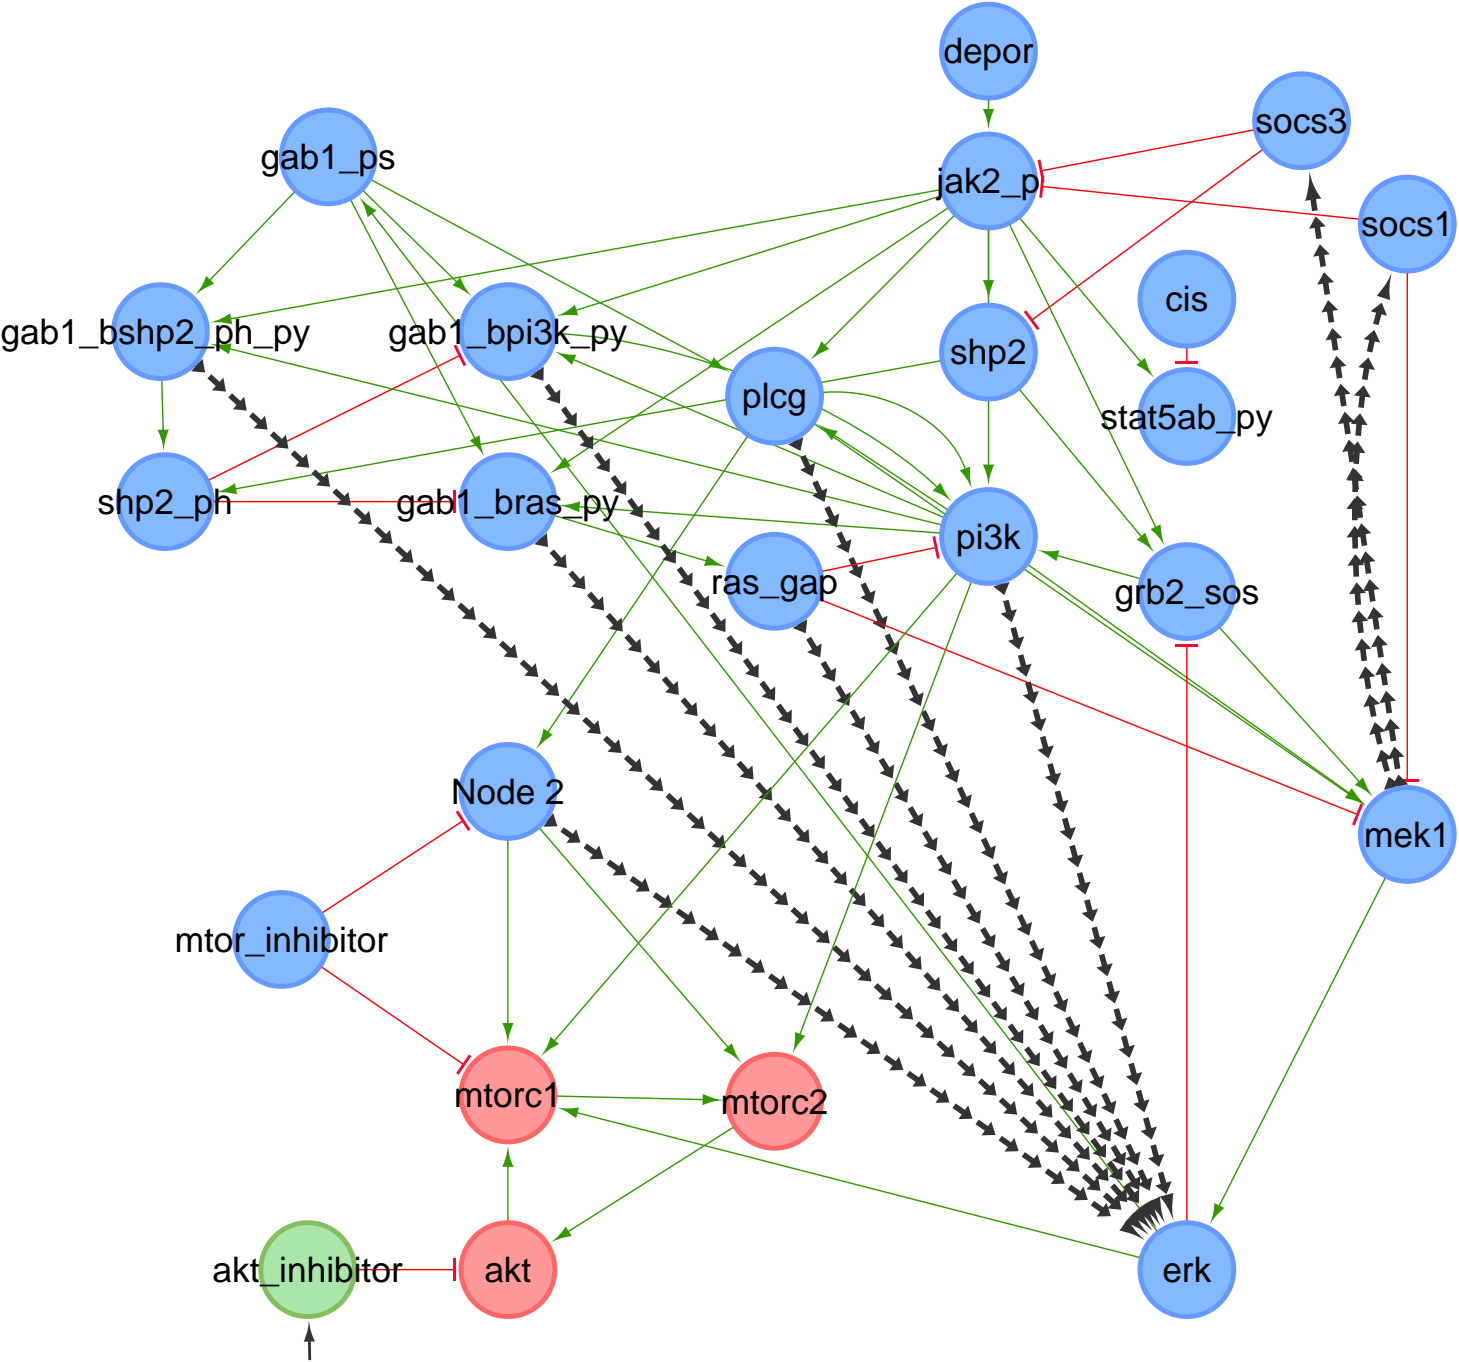 depor
socs3
gab1_ps
jak2_p
socs1
cis
gab1_bshp2_ph_py
gab1_bpi3k_py
shp2
plcg
stat5ab_py
shp2_ph
gab1_bras_py
pi3k
ras_gap
grb2_sos
Node 2
mek1
mtor_inhibitor
mtorc1
mtorc2
akt_inhibitor
akt
erk